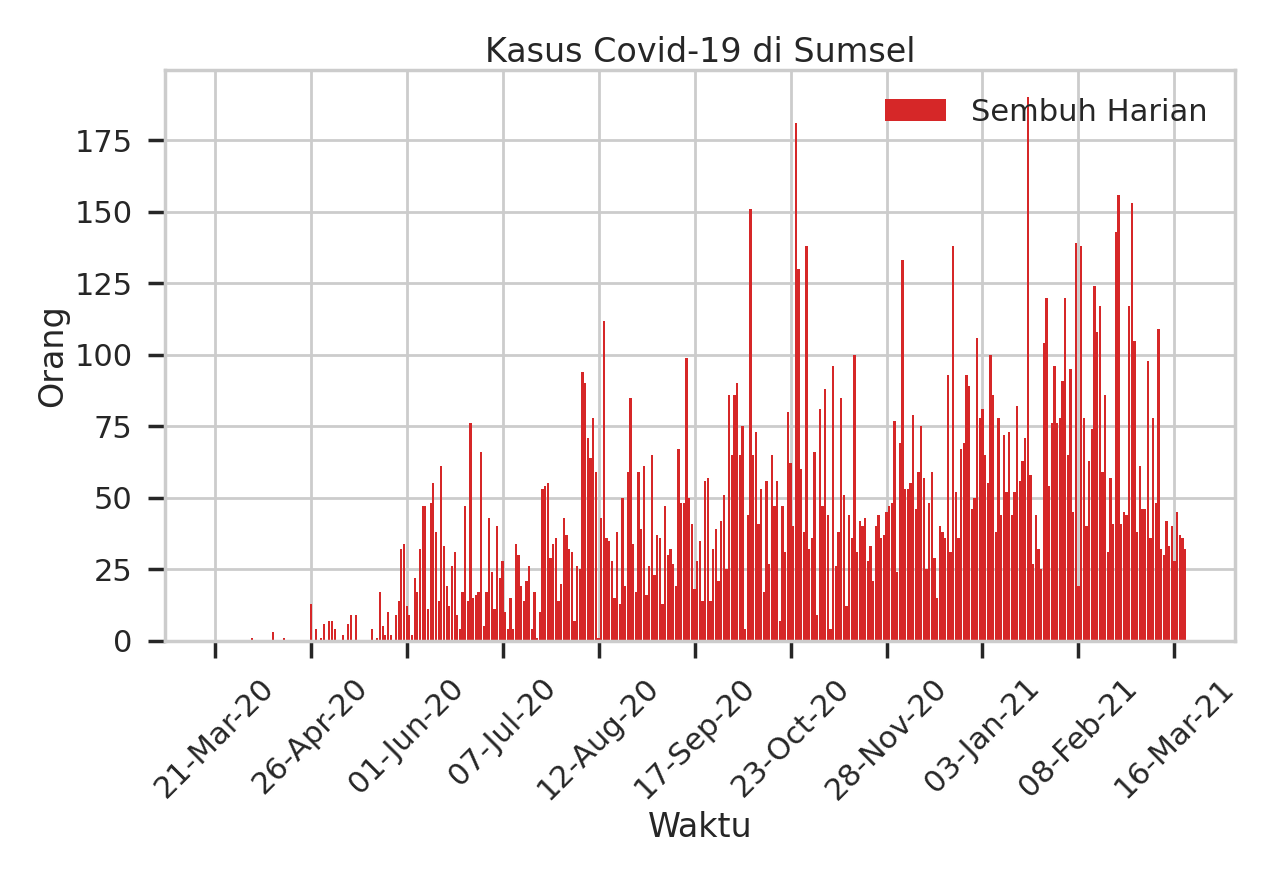 Kasus Covid-19 di Sumsel
Sembuh Harian
Orang
175
150
125
100
75
50
25
0
21-Mar-20
26-Apr-20
01-Jun-20
07-Jul-20
12-Aug-20
17-Sep-20
23-Oct-20
28-Nov-20
03-Jan-21
08-Feb-21
16-Mar-21
Waktu